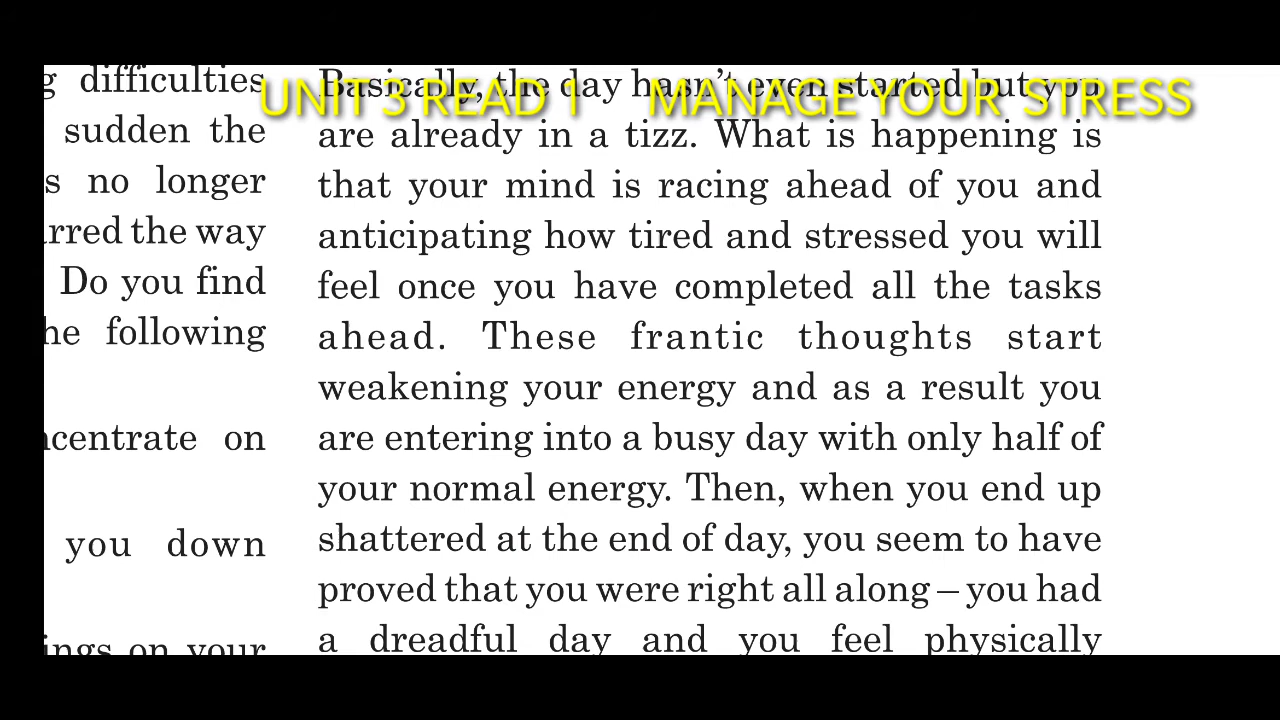 UNIT 3 READ 1 MANAGE YOUR STRESS
difficulties
sudden the
no longer
the way
Do you find
following
on
you down
on your
Basically, the day hasn't even started but you
are already in a tizz. What is happening is
that your mind is racing ahead of you and
anticipating how tired and stressed you will
feel once you have completed all the tasks
ahead. These frantic thoughts start
weakening your energy and as a result you
are entering into a busy day with only half of
your normal energy. Then, when you end up
shattered at the end of day, you seem to have
proved that you were right all along – you had
a dreadful day and you feel physically